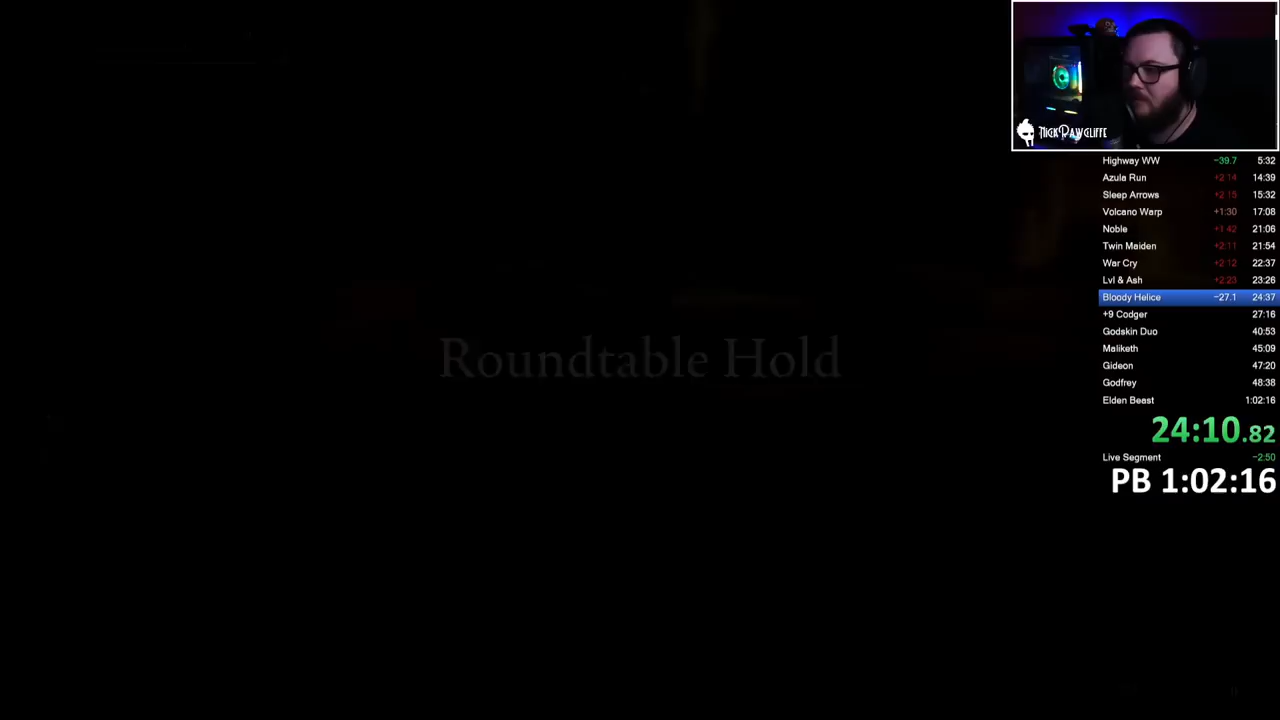 NickRawcliffe
Highway WW −39.7 5:32
Azula Run +2:14 14:39
Sleep Arrows +2:15 15:32
Volcano Warp +1:30 17:08
Noble +1:42 21:06
Twin Maiden +2:11 21:54
War Cry +2:12 22:37
Lvl & Ash +2:23 23:26
Bloody Helice −27.1 24:37
+9 Codger 27:16
Godskin Duo 40:53
Roundtable Hold
Maliketh 45:09
Gideon 47:20
Godfrey 48:38
Elden Beast 1:02:16
24:10.82
Live Segment −2:50
PB 1:02:16